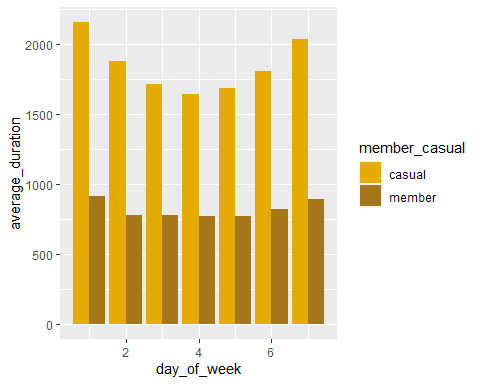 average_duration
2000
1500
1000
500
0
2
4
6
day_of_week
member_casual
casual
member